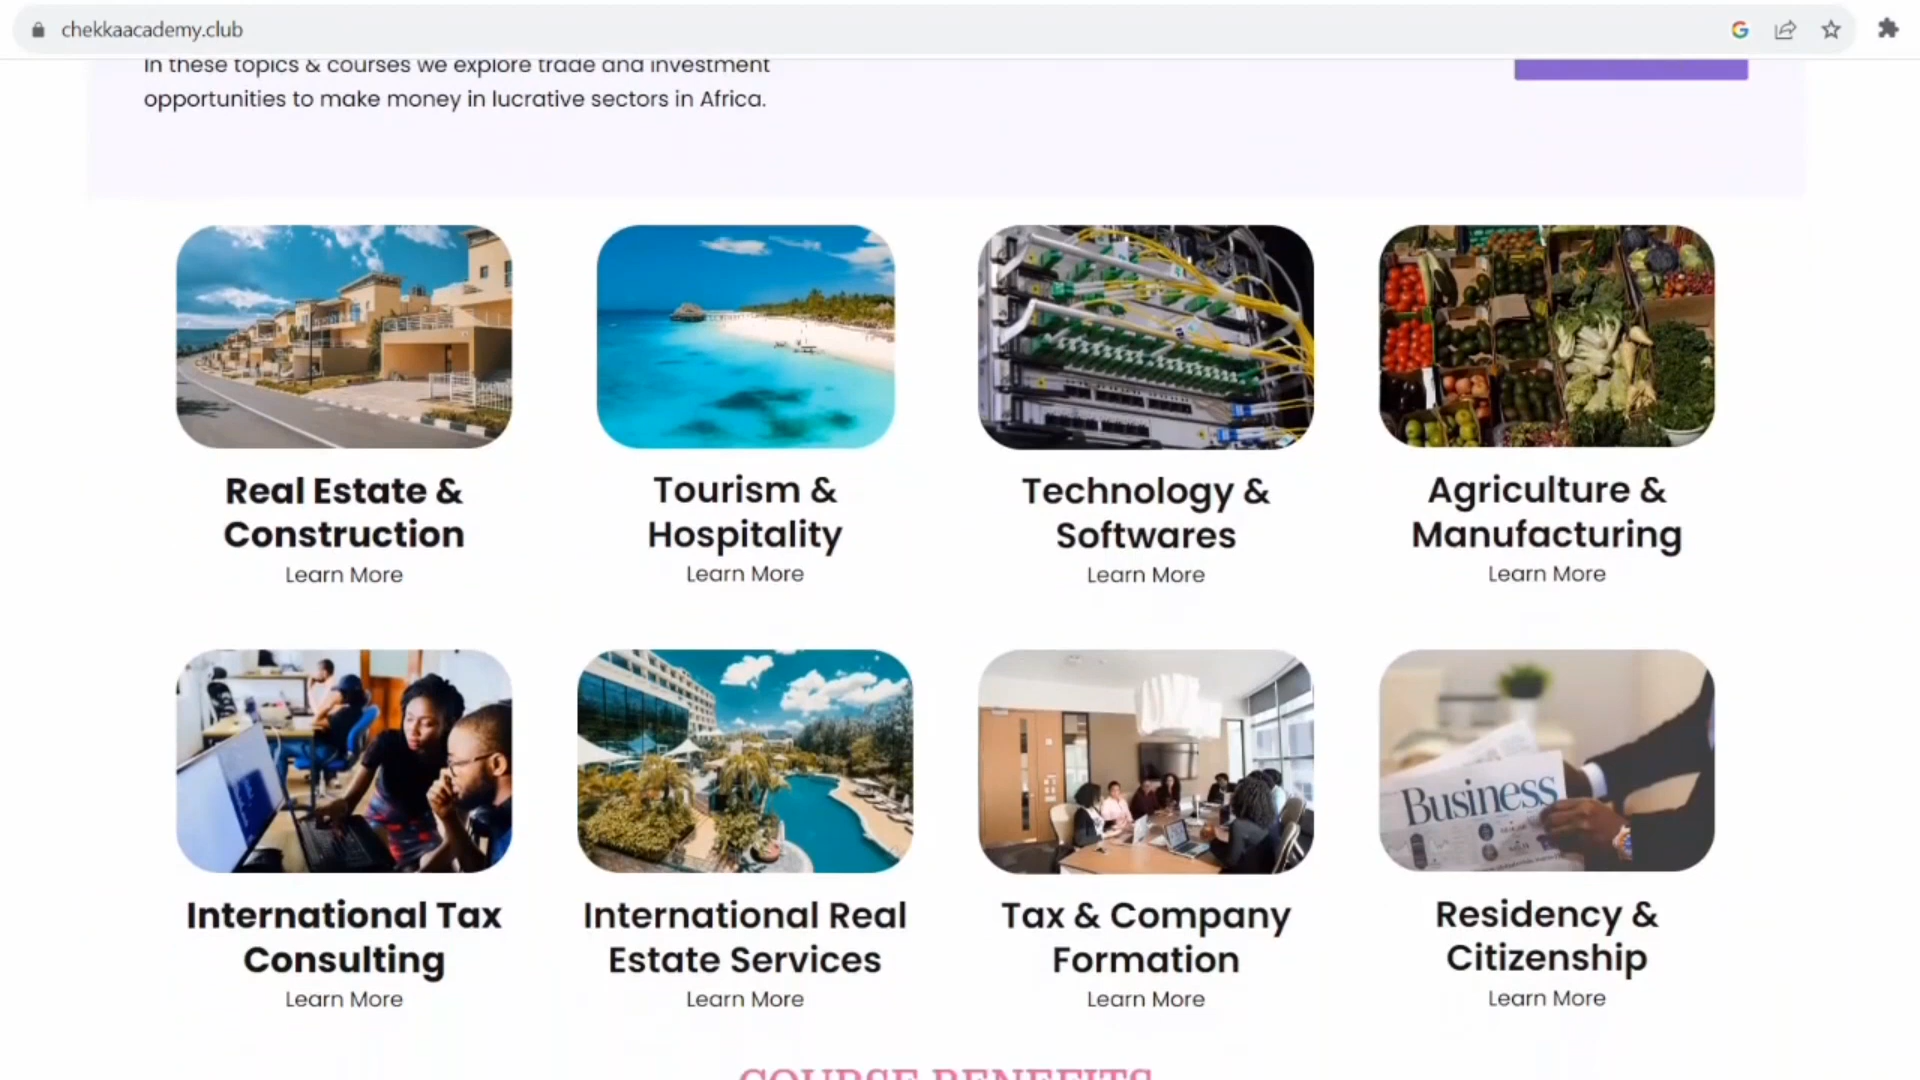 chekkaacademy.club
In these topics & courses we explore trade and investment
opportunities to make money in lucrative sectors in Africa.
Real Estate &
Construction
Learn More
Tourism &
Hospitality
Learn More
Technology &
Softwares
Learn More
Agriculture &
Manufacturing
Learn More
Business
International Tax
Consulting
Learn More
International Real
Estate Services
Learn More
Tax & Company
Formation
Learn More
Residency &
Citizenship
Learn More
COURSE BENEFITS